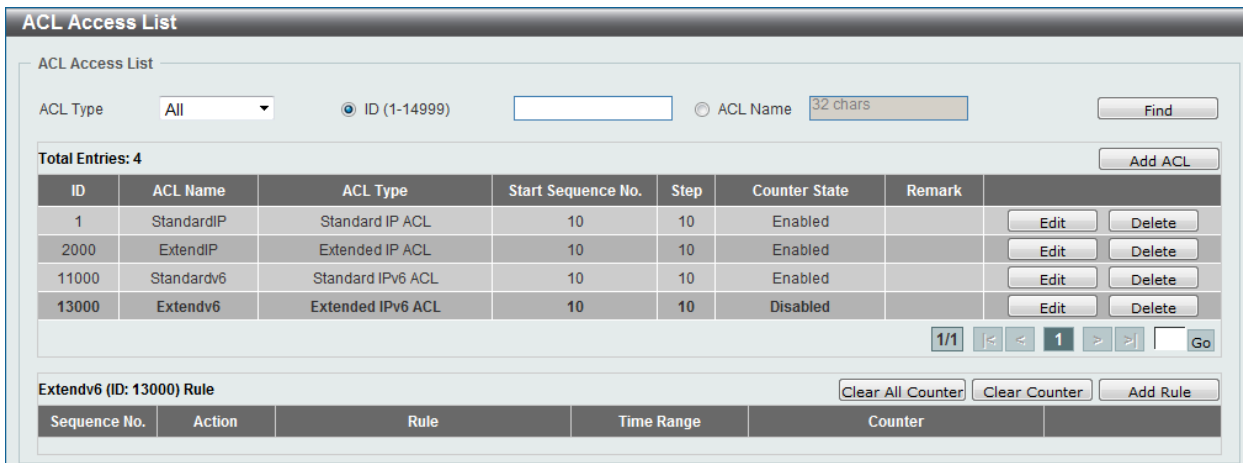 ACL Access List
ACL Access List
ACL Type All ID (1-14999) ACL Name 32 chars Find
Total Entries: 4 Add ACL
ID ACL Name ACL Type Start Sequence No. Step Counter State Remark
1 StandardIP Standard IP ACL 10 10 Enabled Edit Delete
2000 ExtendIP Extended IP ACL 10 10 Enabled Edit Delete
11000 Standardv6 Standard IPv6 ACL 10 10 Enabled Edit Delete
13000 Extendv6 Extended IPv6 ACL 10 10 Disabled Edit Delete
1/1 |< < 1 > >| Go
Extendv6 (ID: 13000) Rule Clear All Counter Clear Counter Add Rule
Sequence No. Action Rule Time Range Counter